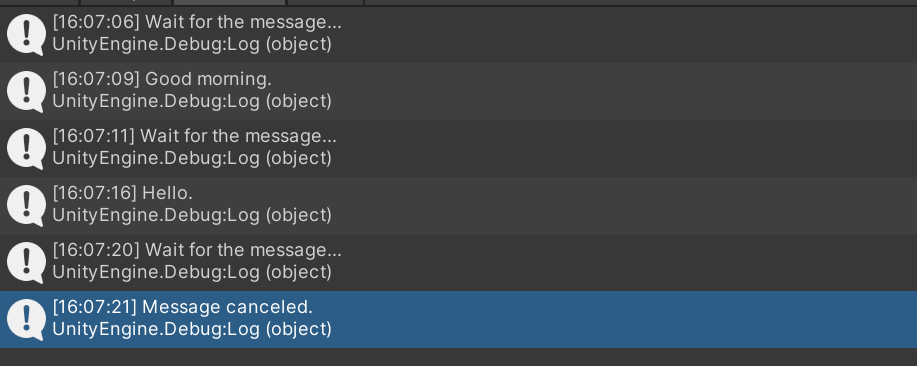 [16:07:06] Wait for the message...
UnityEngine.Debug:Log (object)
[16:07:09] Good morning.
UnityEngine.Debug:Log (object)
[16:07:11] Wait for the message...
UnityEngine.Debug:Log (object)
[16:07:16] Hello.
UnityEngine.Debug:Log (object)
[16:07:20] Wait for the message...
UnityEngine.Debug:Log (object)
[16:07:21] Message canceled.
UnityEngine.Debug:Log (object)